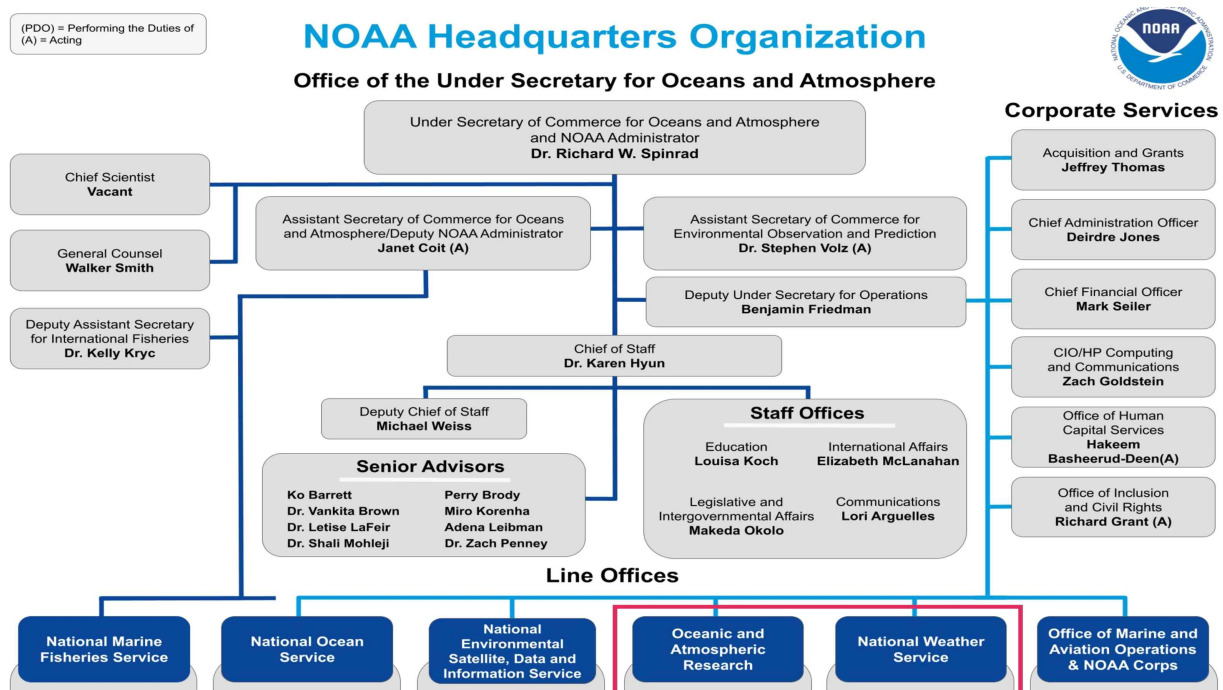 (PDO) = Performing the Duties of
(A) = Acting
NOAA Headquarters Organization
NOAA
U.S. DEPARTMENT OF COMMERCE
Office of the Under Secretary for Oceans and Atmosphere
Under Secretary of Commerce for Oceans and Atmosphere
and NOAA Administrator
Dr. Richard W. Spinrad
Chief Scientist
Vacant
General Counsel
Walker Smith
Deputy Assistant Secretary
for International Fisheries
Dr. Kelly Kryc
Assistant Secretary of Commerce for Oceans
and Atmosphere/Deputy NOAA Administrator
Janet Coit (A)
Assistant Secretary of Commerce for
Environmental Observation and Prediction
Dr. Stephen Volz (A)
Deputy Under Secretary for Operations
Benjamin Friedman
Chief of Staff
Dr. Karen Hyun
Deputy Chief of Staff
Michael Weiss
Senior Advisors
Ko Barrett
Dr. Vankita Brown
Dr. Letise LaFeir
Dr. Shali Mohleji
Perry Brody
Miro Korenha
Adena Leibman
Dr. Zach Penney
Staff Offices
Education
Louisa Koch
International Affairs
Elizabeth McLanahan
Legislative and
Intergovernmental Affairs
Makeda Okolo
Communications
Lori Arguelles
Corporate Services
Acquisition and Grants
Jeffrey Thomas
Chief Administration Officer
Deirdre Jones
Chief Financial Officer
Mark Seiler
CIO/HP Computing
and Communications
Zach Goldstein
Office of Human
Capital Services
Hakeem
Basheerud-Deen(A)
Office of Inclusion
and Civil Rights
Richard Grant (A)
Line Offices
National Marine
Fisheries Service
National Ocean
Service
National
Environmental
Satellite, Data and
Information Service
Oceanic and
Atmospheric
Research
National Weather
Service
Office of Marine and
Aviation Operations
& NOAA Corps